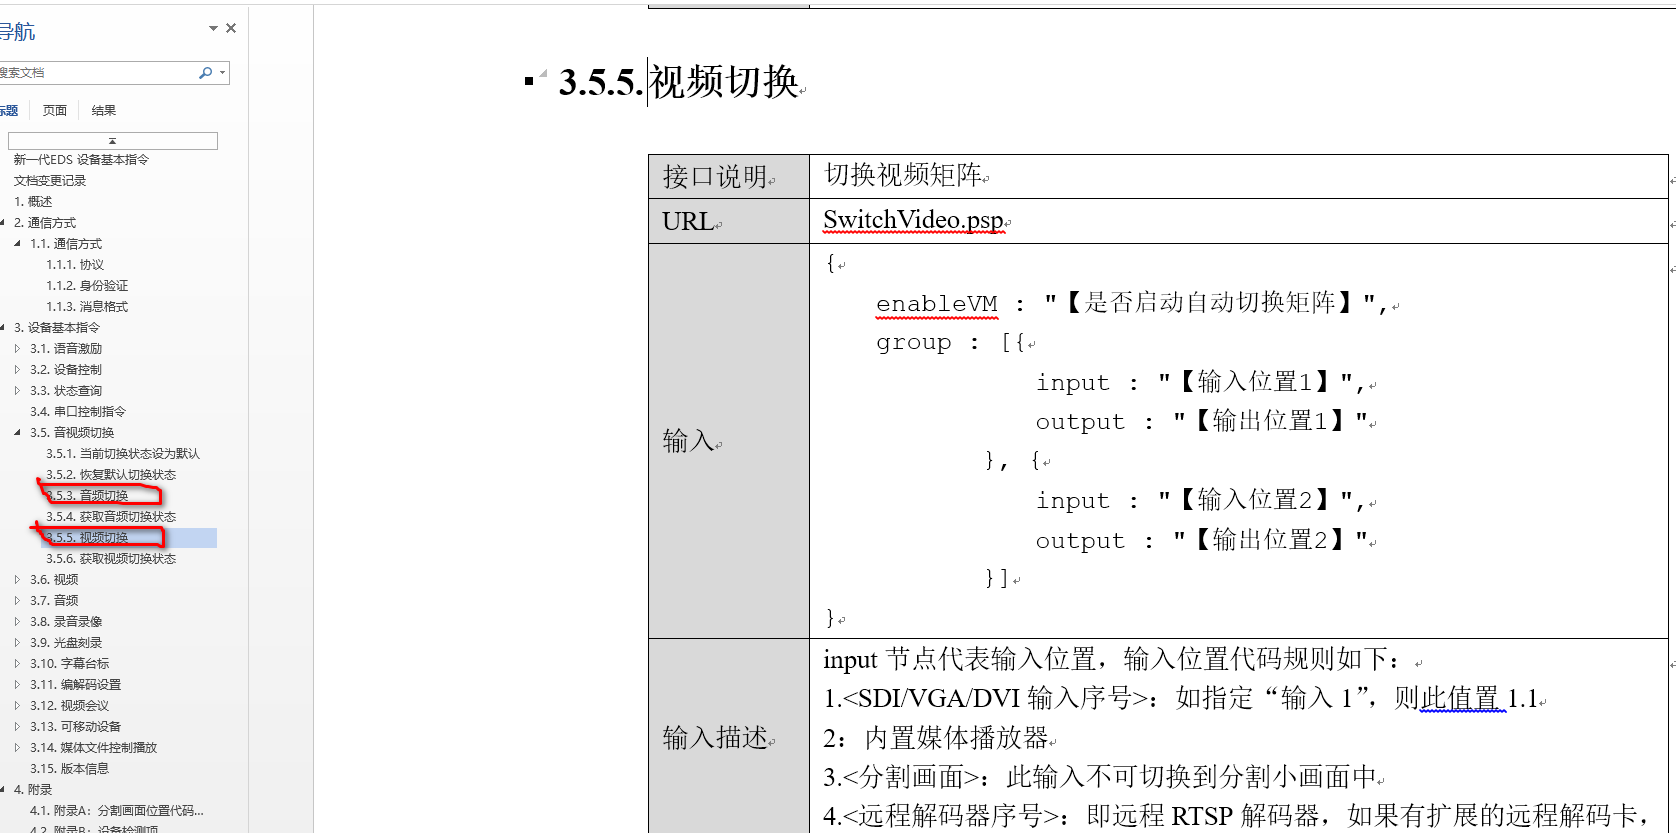 导航
搜索文档
标题 页面 结果
新一代EDS 设备基本指令
文档变更记录
1. 概述
2. 通信方式
1.1. 通信方式
1.1.1. 协议
1.1.2. 身份验证
1.1.3. 消息格式
3. 设备基本指令
3.1. 语音激励
3.2. 设备控制
3.3. 状态查询
3.4. 串口控制指令
3.5. 音视频切换
3.5.1. 当前切换状态设为默认
3.5.2. 恢复默认切换状态
3.5.3. 音频切换
3.5.4. 获取音频切换状态
3.5.5. 视频切换
3.5.6. 获取视频切换状态
3.6. 视频
3.7. 音频
3.8. 录音录像
3.9. 光盘刻录
3.10. 字幕台标
3.11. 编解码设置
3.12. 视频会议
3.13. 可移动设备
3.14. 媒体文件控制播放
3.15. 版本信息
4. 附录
4.1. 附录A：分割画面位置代码...
4.2. 附录B：设备检测项
3.5.5. 视频切换
接口说明 切换视频矩阵
URL SwitchVideo.psp
输入
{
enableVM : "【是否启动自动切换矩阵】",
group : [{
input : "【输入位置1】",
output : "【输出位置1】"
}, {
input : "【输入位置2】",
output : "【输出位置2】"
}]
}
输入描述
input 节点代表输入位置，输入位置代码规则如下：
1.<SDI/VGA/DVI 输入序号>：如指定“输入 1”，则此值置 1.1
2：内置媒体播放器
3.<分割画面>：此输入不可切换到分割小画面中
4.<远程解码器序号>：即远程 RTSP 解码器，如果有扩展的远程解码卡，